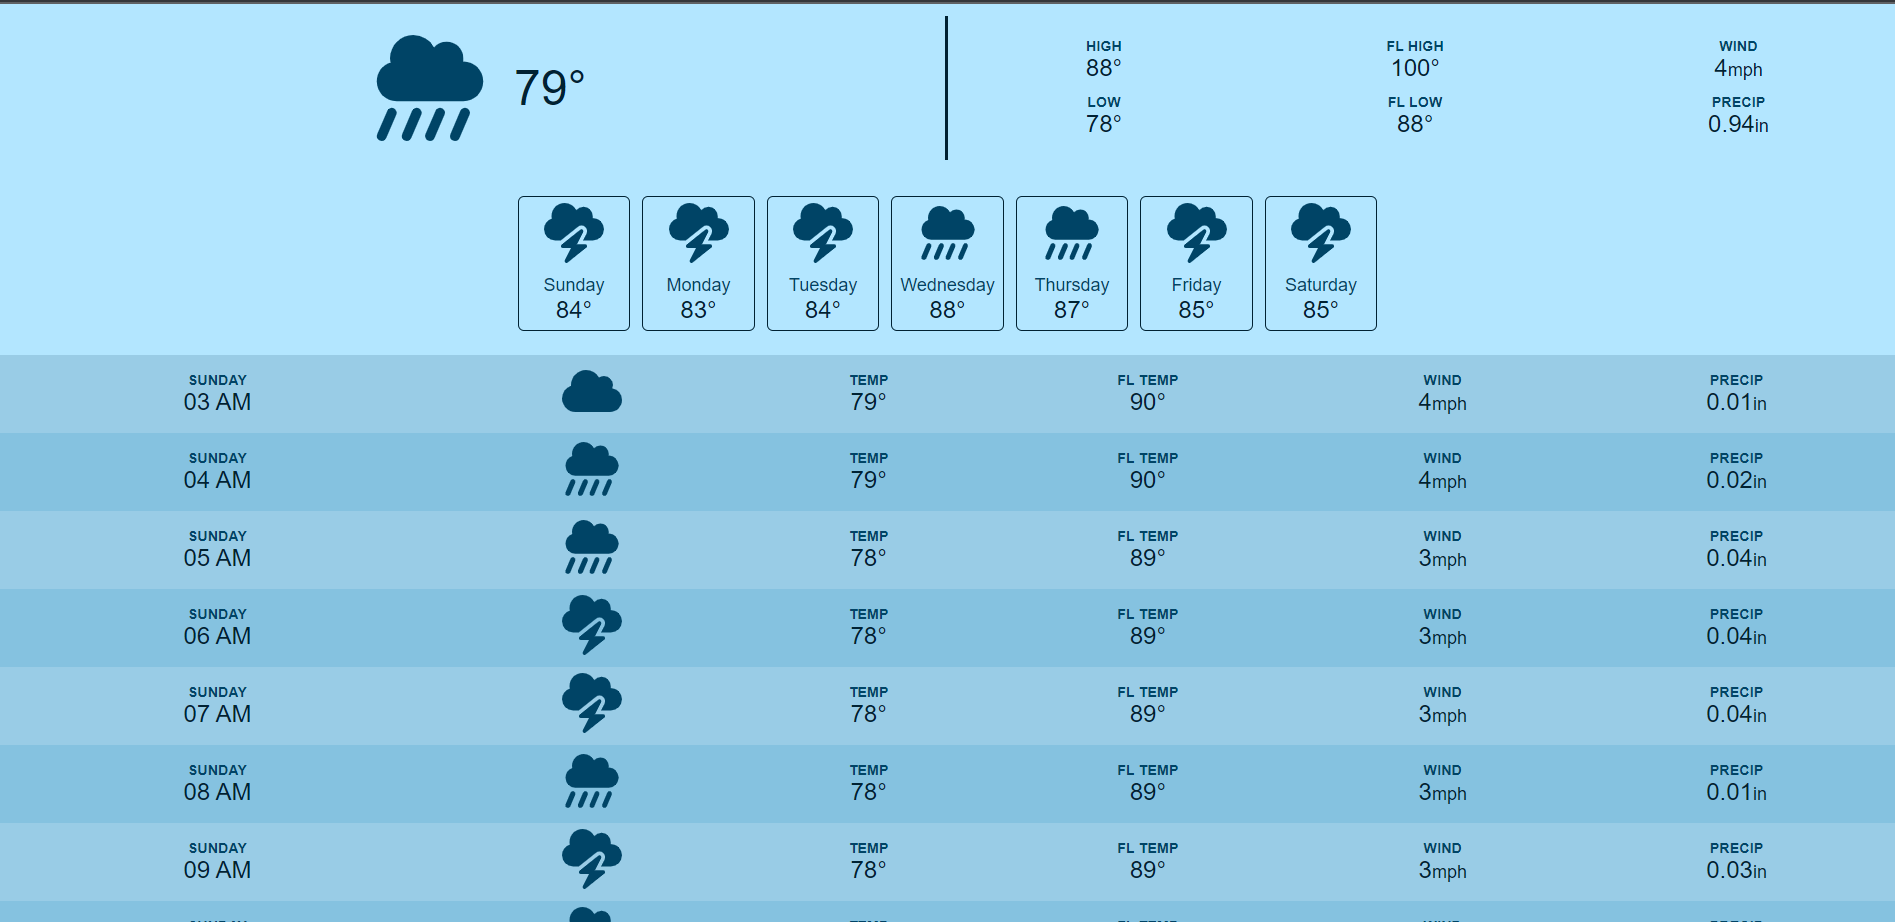 79°
HIGH FL HIGH WIND
88° 100° 4mph
LOW FL LOW PRECIP
78° 88° 0.94in
Sunday Monday Tuesday Wednesday Thursday Friday Saturday
84° 83° 84° 88° 87° 85° 85°
SUNDAY TEMP FL TEMP WIND PRECIP
03 AM 79° 90° 4mph 0.01in
SUNDAY TEMP FL TEMP WIND PRECIP
04 AM 79° 90° 4mph 0.02in
SUNDAY TEMP FL TEMP WIND PRECIP
05 AM 78° 89° 3mph 0.04in
SUNDAY TEMP FL TEMP WIND PRECIP
06 AM 78° 89° 3mph 0.04in
SUNDAY TEMP FL TEMP WIND PRECIP
07 AM 78° 89° 3mph 0.04in
SUNDAY TEMP FL TEMP WIND PRECIP
08 AM 78° 89° 3mph 0.01in
SUNDAY TEMP FL TEMP WIND PRECIP
09 AM 78° 89° 3mph 0.03in